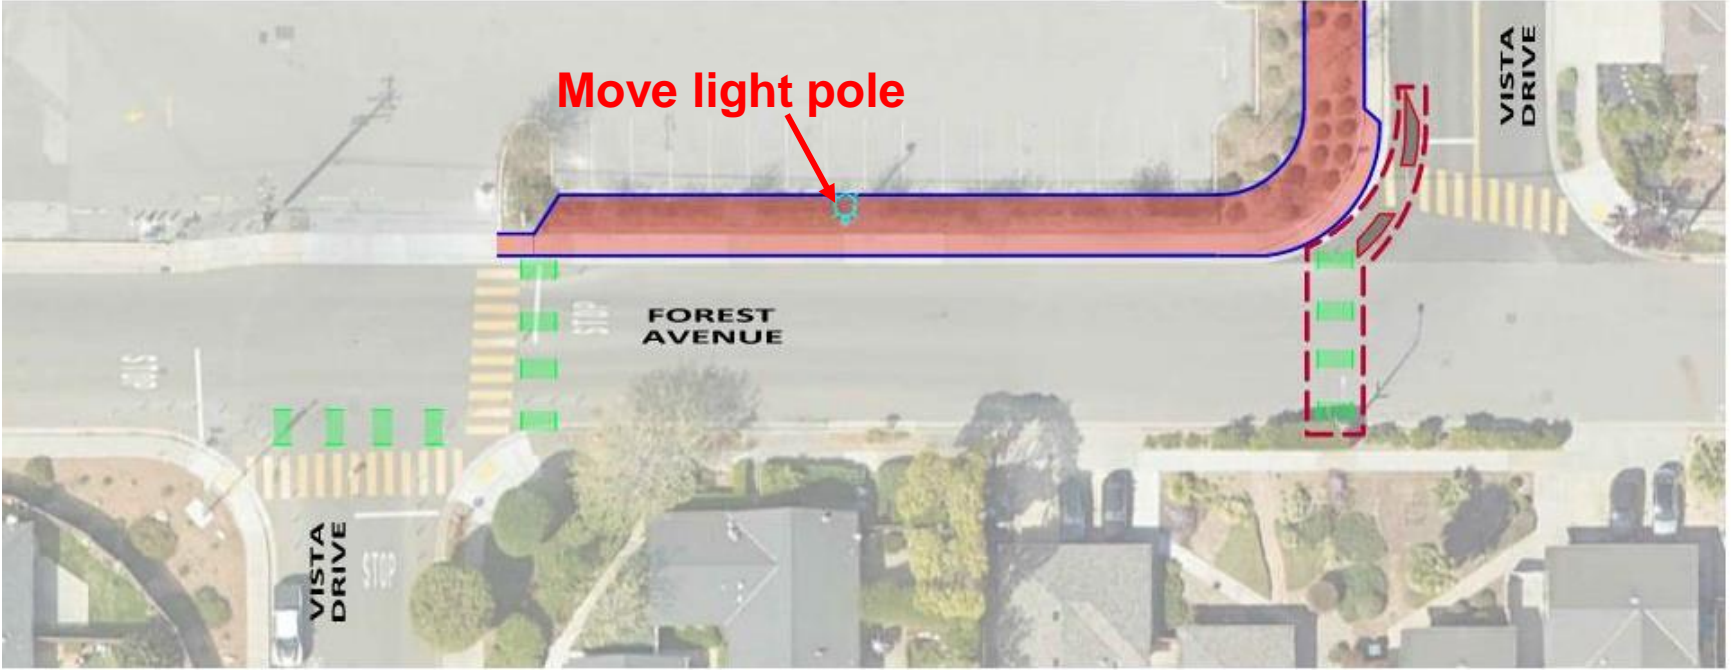 Move light pole
VISTA
DRIVE
FOREST
AVENUE
STOP
STOP
VISTA
DRIVE
STOP